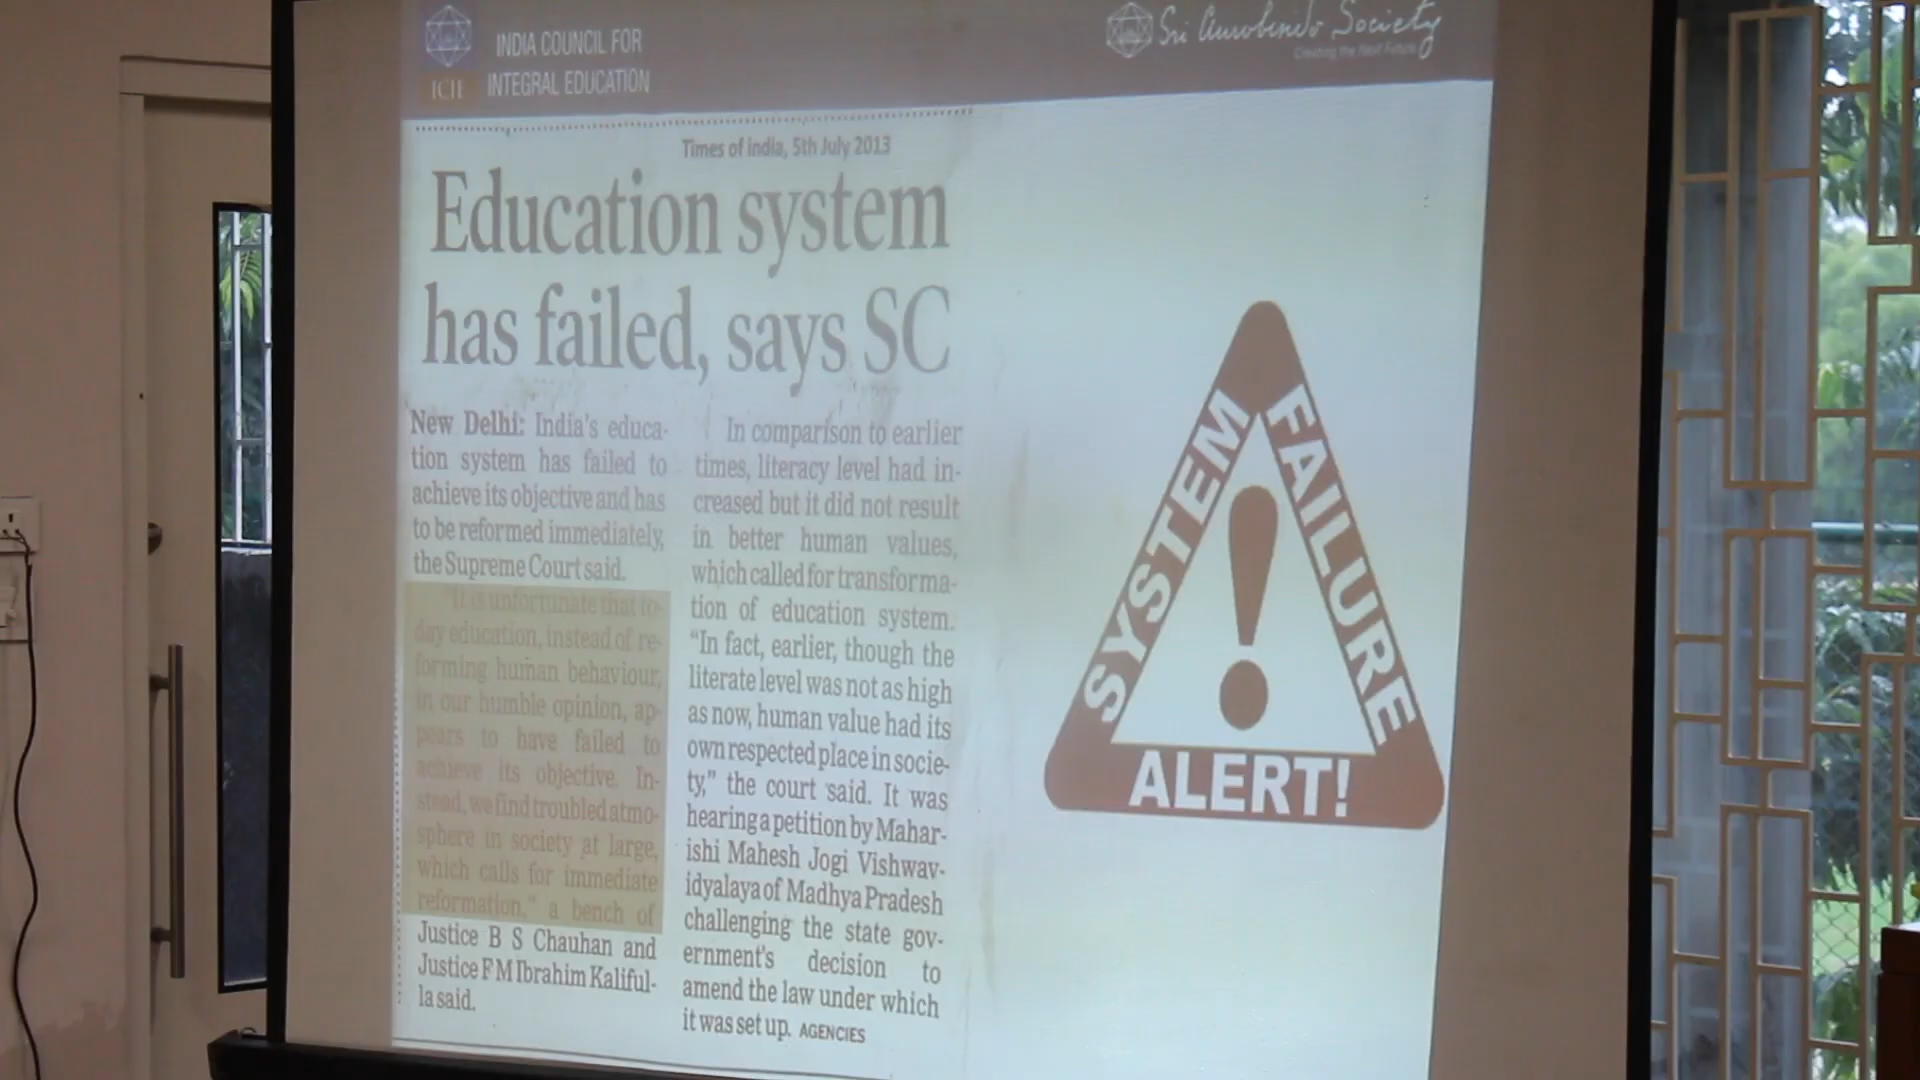 INDIA COUNCIL FOR
INTEGRAL EDUCATION
ICIE
Sri Aurobindo Society
Creating the Next Future
Times of india, 5th July 2013
Education system
has failed, says SC
New Delhi: India's educa-
tion system has failed to
achieve its objective and has
to be reformed immediately,
the Supreme Court said.
"It is unfortunate that to-
day education, instead of re-
forming human behaviour,
in our humble opinion, ap-
pears to have failed to
achieve its objective. In-
stead, we find troubled atmo-
sphere in society at large,
which calls for immediate
reformation," a bench of
Justice B S Chauhan and
Justice F M Ibrahim Kaliful-
la said.
In comparison to earlier
times, literacy level had in-
creased but it did not result
in better human values,
which called for transforma-
tion of education system.
"In fact, earlier, though the
literate level was not as high
as now, human value had its
own respected place in socie-
ty," the court said. It was
hearing a petition by Mahar-
ishi Mahesh Jogi Vishwav-
idyalaya of Madhya Pradesh
challenging the state gov-
ernment's decision to
amend the law under which
it was set up. AGENCIES
SYSTEM
FAILURE
ALERT!